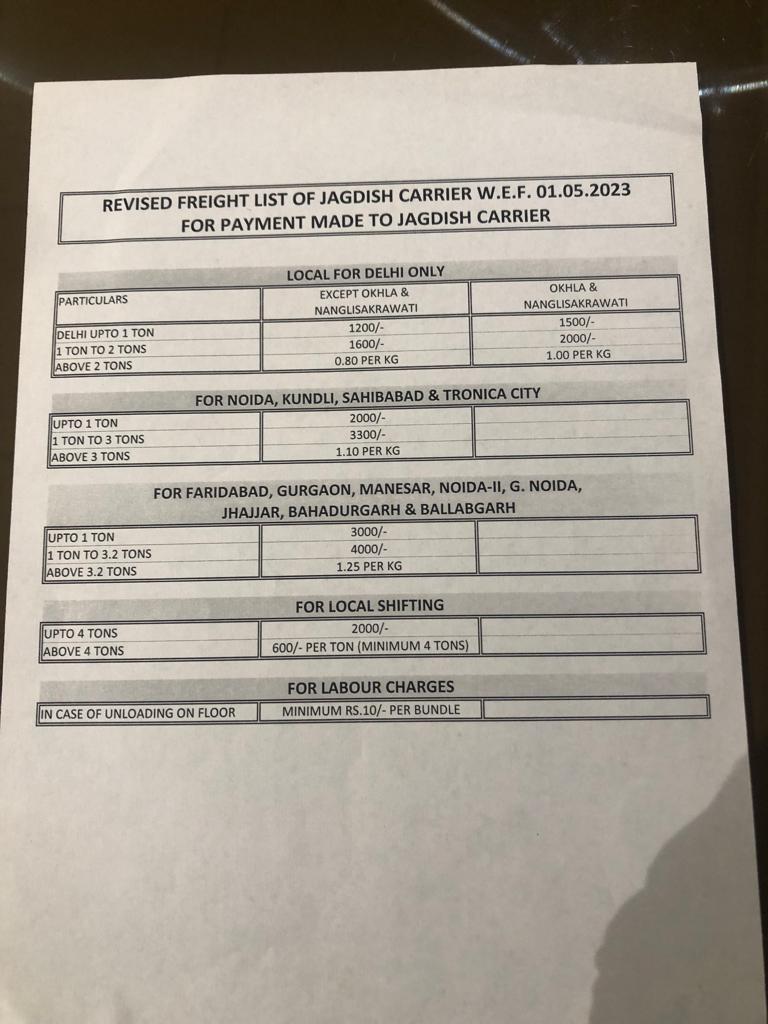 REVISED FREIGHT LIST OF JAGDISH CARRIER W.E.F. 01.05.2023
FOR PAYMENT MADE TO JAGDISH CARRIER
LOCAL FOR DELHI ONLY
PARTICULARS EXCEPT OKHLA & NANGLISAKRAWATI OKHLA & NANGLISAKRAWATI
DELHI UPTO 1 TON 1200/- 1500/-
1 TON TO 2 TONS 1600/- 2000/-
ABOVE 2 TONS 0.80 PER KG 1.00 PER KG
FOR NOIDA, KUNDLI, SAHIBABAD & TRONICA CITY
UPTO 1 TON 2000/-
1 TON TO 3 TONS 3300/-
ABOVE 3 TONS 1.10 PER KG
FOR FARIDABAD, GURGAON, MANESAR, NOIDA-II, G. NOIDA,
JHAJJAR, BAHADURGARH & BALLABGARH
UPTO 1 TON 3000/-
1 TON TO 3.2 TONS 4000/-
ABOVE 3.2 TONS 1.25 PER KG
FOR LOCAL SHIFTING
UPTO 4 TONS 2000/-
ABOVE 4 TONS 600/- PER TON (MINIMUM 4 TONS)
FOR LABOUR CHARGES
IN CASE OF UNLOADING ON FLOOR MINIMUM RS.10/- PER BUNDLE